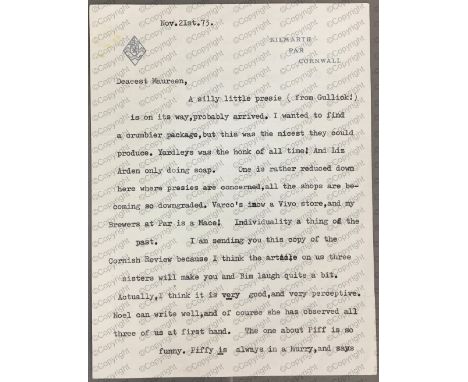 Nov.21st.75.
KILMARTH
PAR
CORNWALL
Deacest Maureen,
A silly little presie ( from Gullick!)
is on its way,probably arrived. I wanted to find
a crumbier package,but this was the nicest they could
produce. Yardleys was the honk of all time! And Liz
Arden only doing soap. One is rather reduced down
here where presies are concerned,all the shops are be-
coming so downgraded. Varco's is now a Vivo store,and my
Brewers at Par is a Mace! Individuality a thing of the
past. I am sending you this copy of the
Cornish Review because I think the article on us three
sisters will make you and Bim laugh quite a bit.
Actually,I think it is very good,and very perceptive.
Noel can write well,and of course she has observed all
three of us at first hand. The one about Piff is so
funny. Piffy is always in a hurry,and says